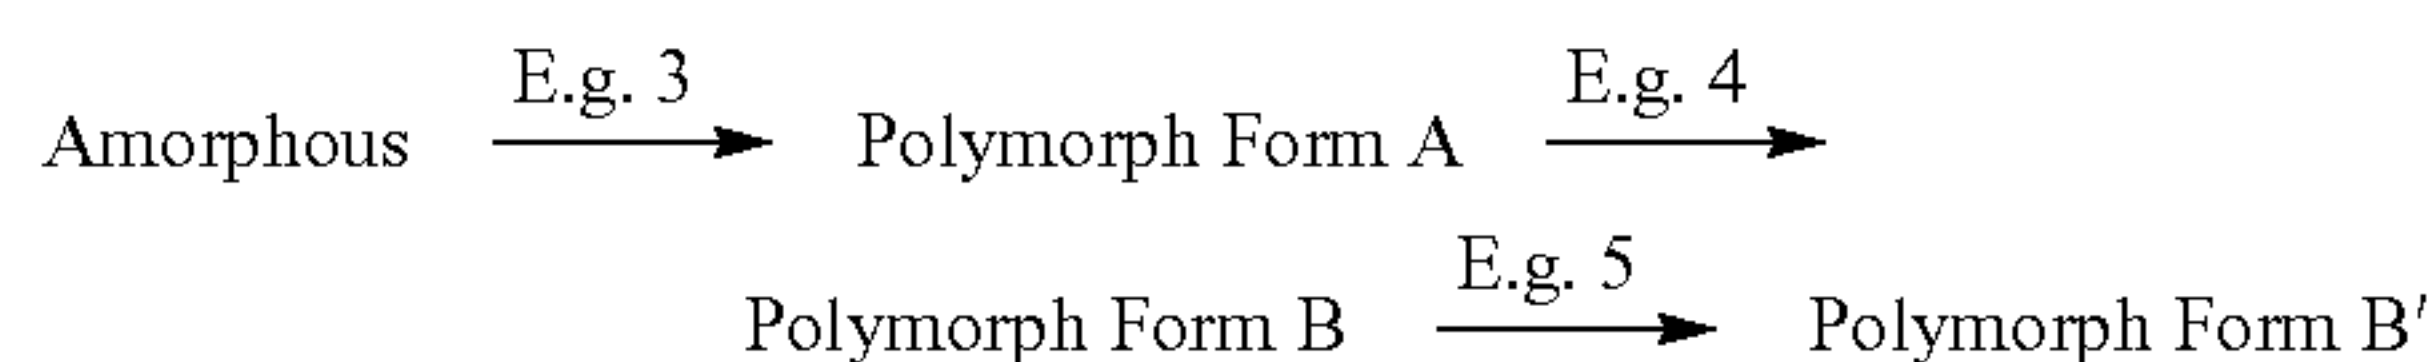 E.g. 3 E.g. 4
Amorphous Polymorph Form A
E.g. 5
Polymorph Form B Polymorph Form B′